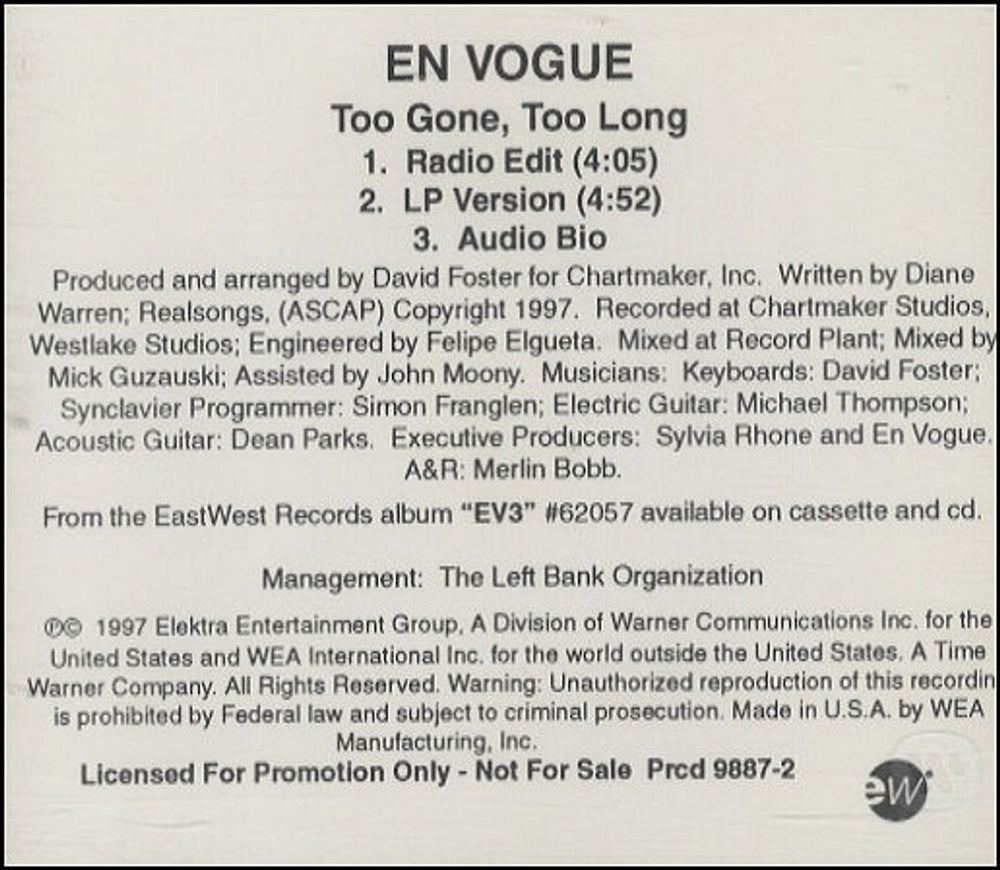 EN VOGUE
Too Gone, Too Long
1. Radio Edit (4:05)
2. LP Version (4:52)
3. Audio Bio
Produced and arranged by David Foster for Chartmaker, Inc. Written by Diane
Warren; Realsongs, (ASCAP) Copyright 1997. Recorded at Chartmaker Studios,
Westlake Studios; Engineered by Felipe Elgueta. Mixed at Record Plant; Mixed by
Mick Guzauski; Assisted by John Moony. Musicians: Keyboards: David Foster;
Synclavier Programmer: Simon Franglen; Electric Guitar: Michael Thompson;
Acoustic Guitar: Dean Parks. Executive Producers: Sylvia Rhone and En Vogue.
A&R: Merlin Bobb.
From the EastWest Records album "EV3" #62057 available on cassette and cd.
Management: The Left Bank Organization
℗© 1997 Elektra Entertainment Group, A Division of Warner Communications Inc. for the
United States and WEA International Inc. for the world outside the United States. A Time
Warner Company. All Rights Reserved. Warning: Unauthorized reproduction of this recordin
is prohibited by Federal law and subject to criminal prosecution. Made in U.S.A. by WEA
Manufacturing, Inc.
Licensed For Promotion Only - Not For Sale Prcd 9887-2
ew